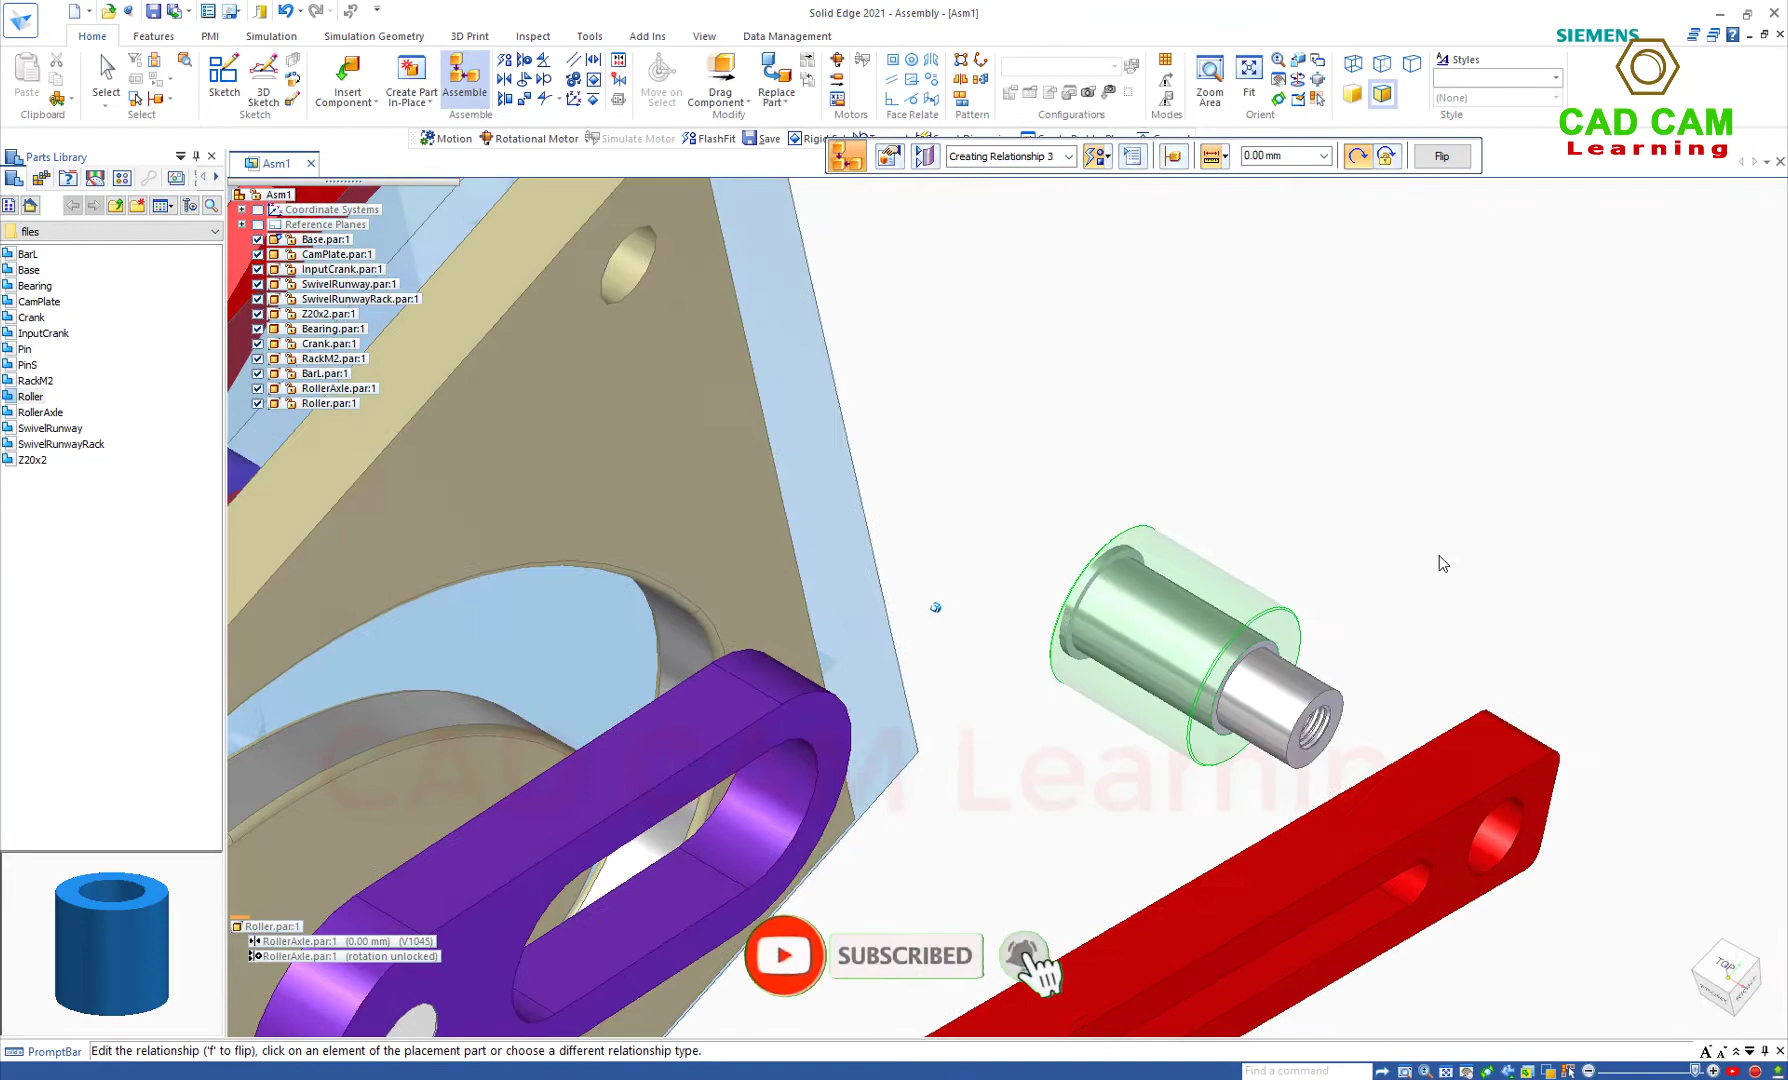 Solid Edge 2021 - Assembly - [Asm1]
Home
Features
PMI
Simulation
Simulation Geometry
3D Print
Inspect
Tools
Add Ins
View
Data Management
SIEMENS
Paste
Clipboard
Select
Select
Sketch
3D Sketch
Insert Component
Create Part In-Place
Assemble
Assemble
Move on Select
Drag Component
Replace Part
Modify
Motors
Face Relate
Pattern
Configurations
Modes
Zoom Area
Fit
Orient
Styles
(None)
Style
CAD CAM
Learning
Motion
Rotational Motor
Simulate Motor
FlashFit
Save
Creating Relationship 3
0.00 mm
Flip
Parts Library
Asm1
files
BarL
Base
Bearing
CamPlate
Crank
InputCrank
Pin
PinS
RackM2
Roller
RollerAxle
SwivelRunway
SwivelRunwayRack
Z20x2
Asm1
Coordinate Systems
Reference Planes
Base.par:1
CamPlate.par:1
InputCrank.par:1
SwivelRunway.par:1
SwivelRunwayRack.par:1
Z20x2.par:1
Bearing.par:1
Crank.par:1
RackM2.par:1
BarL.par:1
RollerAxle.par:1
Roller.par:1
CAD CAM Learning
Roller.par:1
RollerAxle.par:1 (0.00 mm) (V1045)
RollerAxle.par:1 (rotation unlocked)
SUBSCRIBED
TOP
FRONT
RIGHT
PromptBar
Edit the relationship ('f' to flip), click on an element of the placement part or choose a different relationship type.
Find a command